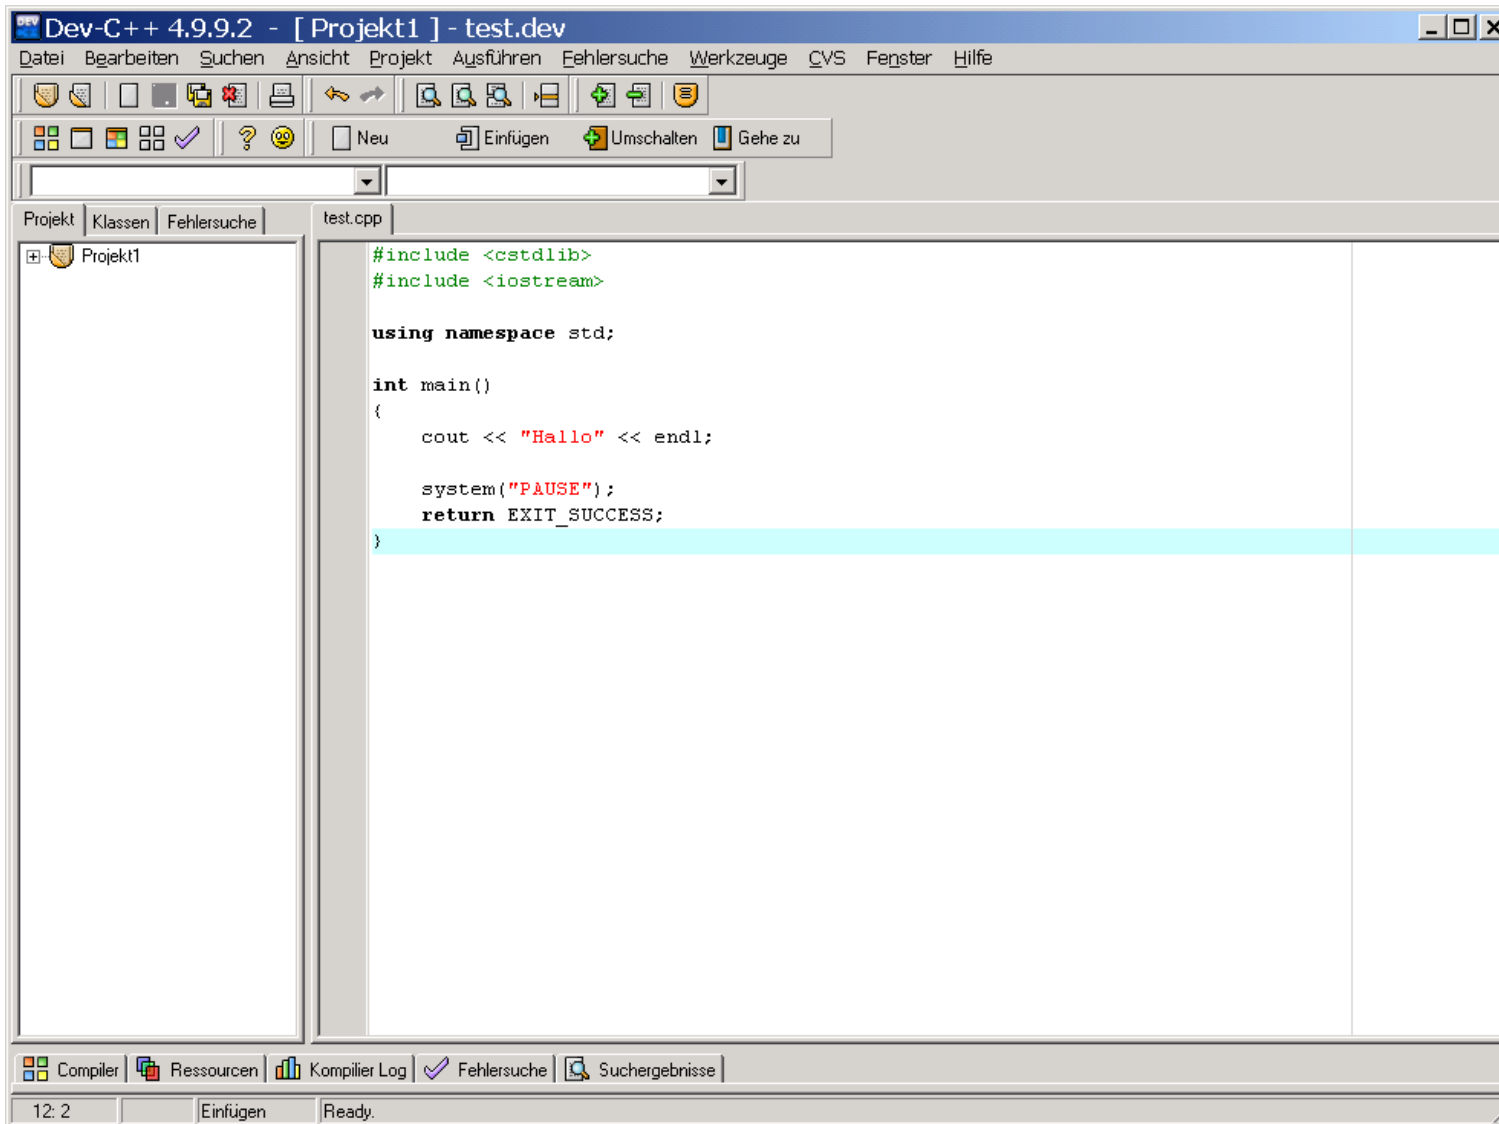 Dev-C++ 4.9.9.2 - [ Projekt1 ] - test.dev
Datei Bearbeiten Suchen Ansicht Projekt Ausführen Fehlersuche Werkzeuge CVS Fenster Hilfe
Neu Einfügen Umschalten Gehe zu
Projekt Klassen Fehlersuche test.cpp
Projekt1
#include <cstdlib>
#include <iostream>
using namespace std;
int main()
{
cout << "Hallo" << endl;
system("PAUSE");
return EXIT_SUCCESS;
}
Compiler Ressourcen Kompilier Log Fehlersuche Suchergebnisse
12: 2 Einfügen Ready.